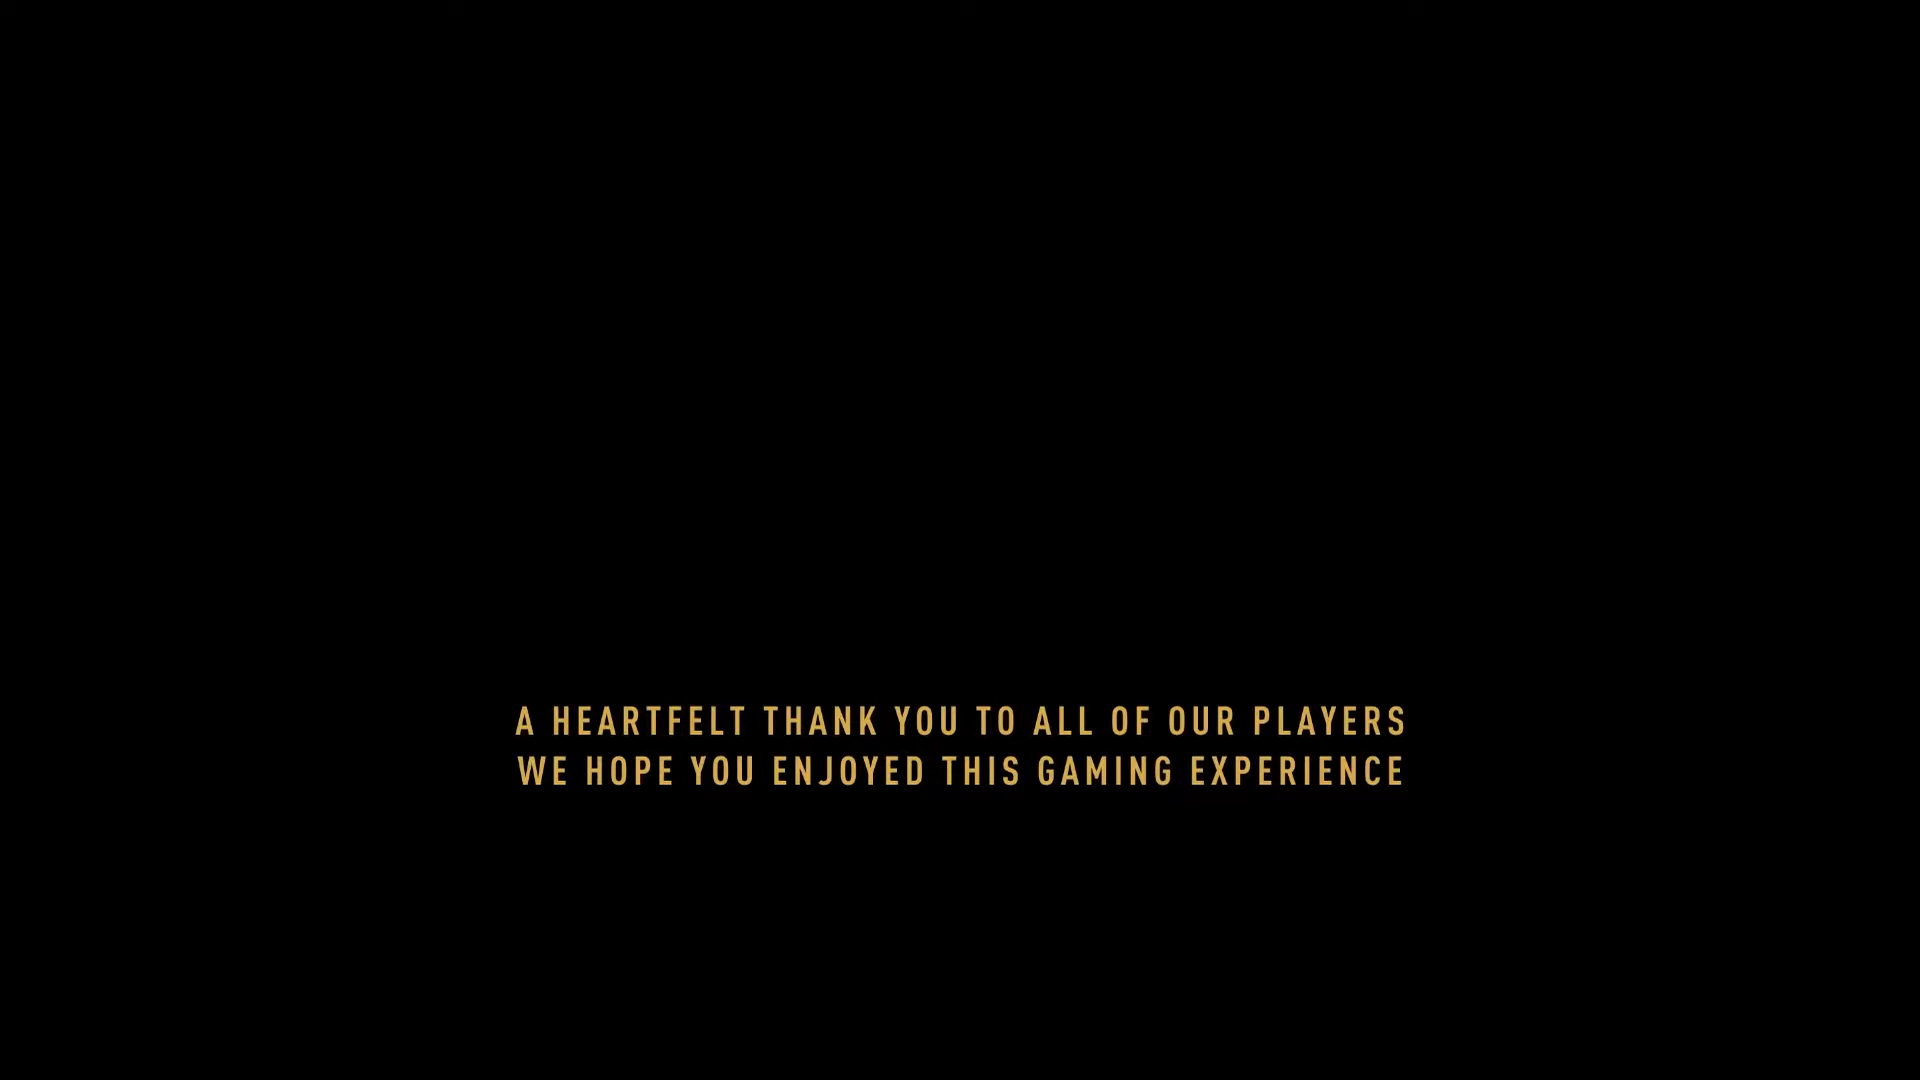 A HEARTFELT THANK YOU TO ALL OF OUR PLAYERS
WE HOPE YOU ENJOYED THIS GAMING EXPERIENCE